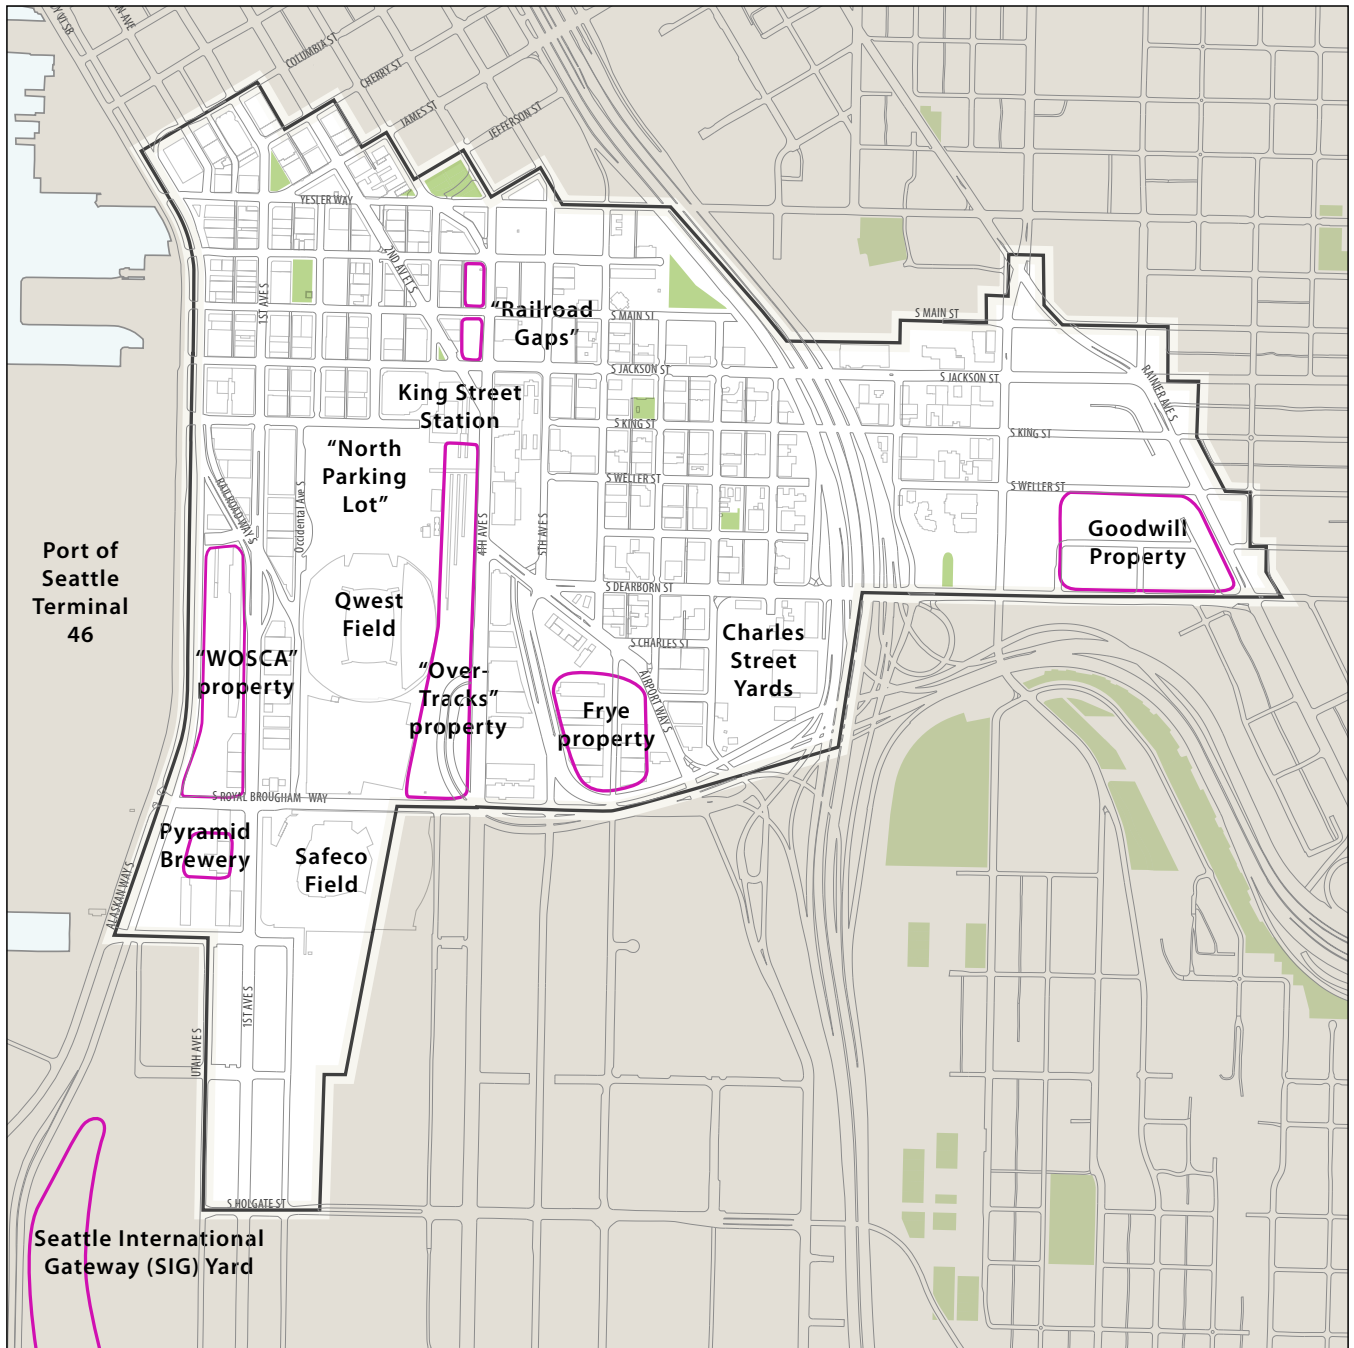 COLUMBIA ST
CHERRY ST
JAMES ST
JEFFERSON ST
YESLER WAY
2ND AVE
1ST AVE S
"Railroad
Gaps"
S MAIN ST
S MAIN ST
S JACKSON ST
S JACKSON ST
RAINIER AVE S
King Street
Station
S KING ST
S KING ST
"North
Parking
Lot"
S WELLER ST
S WELLER ST
RAILROAD WAY S
Occidental Ave S
4TH AVE S
5TH AVE S
Goodwill
Property
Port of
Seattle
Terminal
46
Qwest
Field
S DEARBORN ST
S CHARLES ST
Charles
Street
Yards
"WOSCA"
property
"Over-
Tracks"
property
AIRPORT WAY S
Frye
property
S ROYAL BROUGHAM WAY
Pyramid
Brewery
Safeco
Field
ALASKAN WAY S
1ST AVE S
UTAH AVE S
S HOLGATE ST
Seattle International
Gateway (SIG) Yard